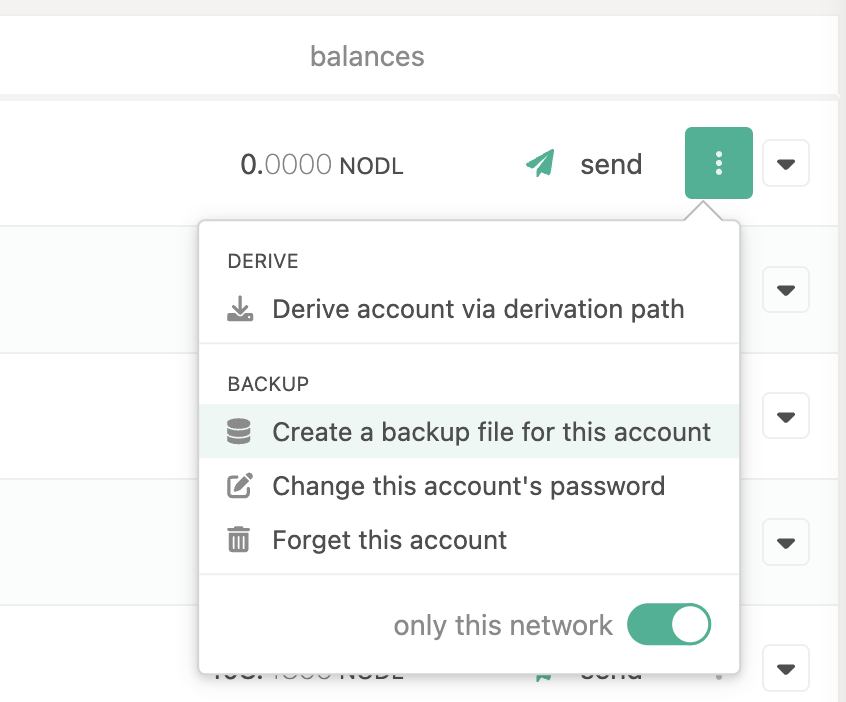 balances
0.0000 NODL send
DERIVE
Derive account via derivation path
BACKUP
Create a backup file for this account
Change this account's password
Forget this account
only this network
NODL send